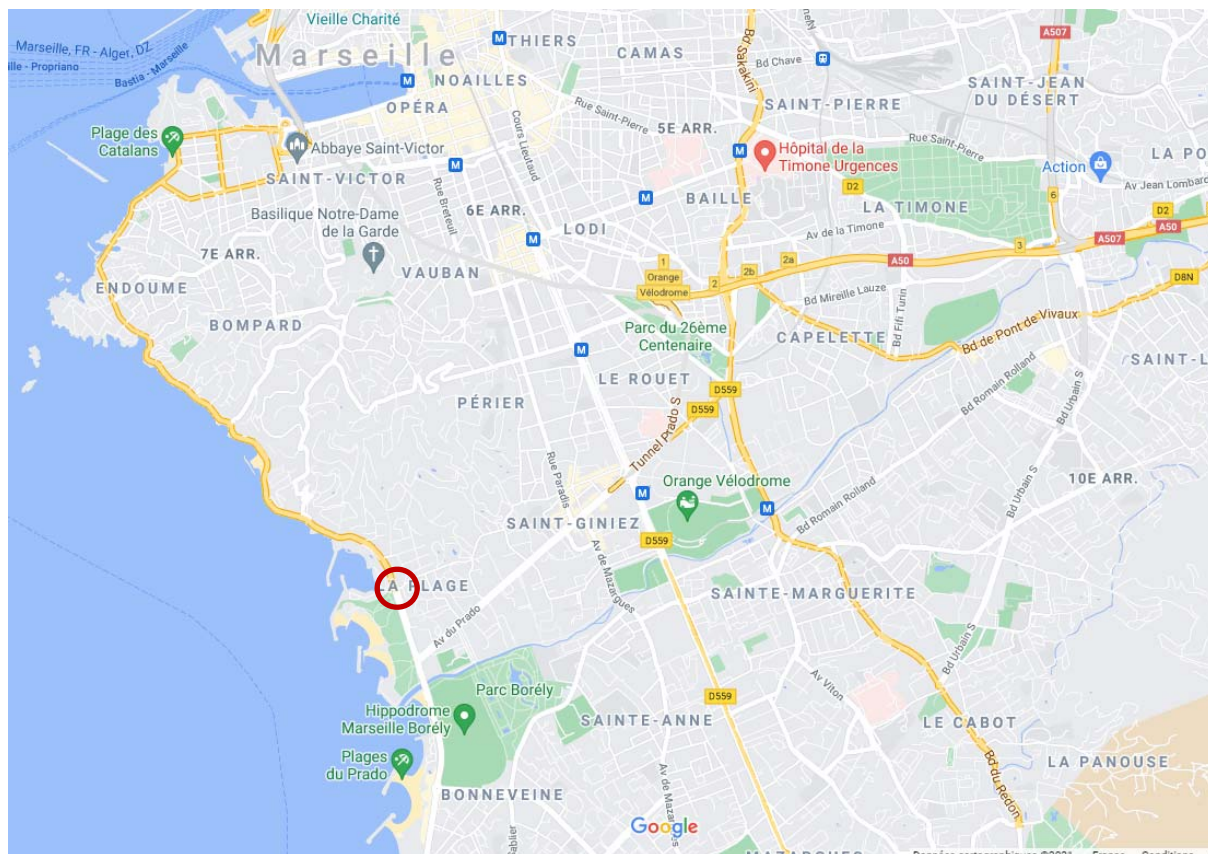 Vieille Charité
THIERS
CAMAS
Bd Sakakini
Bd Chave
A507
Marseille, FR - Alger, DZ
ille - Propriano
Bastia - Marseille
Marseille
M
NOAILLES
M
OPÉRA
Cours Lieutaud
Rue Saint-Pierre
SAINT-PIERRE
SAINT-JEAN
DU DÉSERT
5E ARR.
Rue Saint-Pierre
Plage des
Catalans
Abbaye Saint-Victor
M
SAINT-VICTOR
M
Hôpital de la
Timone Urgences
Action
LA PO
Av Jean Lombard
Rue Breteuil
M
BAILLE
D2
LA TIMONE
6
D2
Basilique Notre-Dame
de la Garde
6E ARR.
M
LODI
Av de la Timone
3
A507
A50
7E ARR.
VAUBAN
1
Orange
Vélodrome
2
2b
2a
A50
D8N
ENDOUME
BOMPARD
Bd Mireille Lauze
Bd Fifi Turin
Parc du 26ème
Centenaire
CAPELETTE
Bd de Pont de Vivaux
M
SAINT-L
LE ROUET
Bd Romain Rolland
Bd Urbain S
PÉRIER
D559
D559
Tunnel Prado S
Rue Paradis
Orange Vélodrome
10E ARR.
M
M
Bd Romain Rolland
Bd Urbain S
SAINT-GINIEZ
D559
Av de Mazargues
LA PLAGE
SAINTE-MARGUERITE
Av du Prado
Bd Urbain S
Parc Borély
Av Viton
D559
Hippodrome
Marseille Borély
SAINTE-ANNE
LE CABOT
Plages
du Prado
Av de Mazar
Bd du Redon
LA PANOUSE
BONNEVEINE
Google